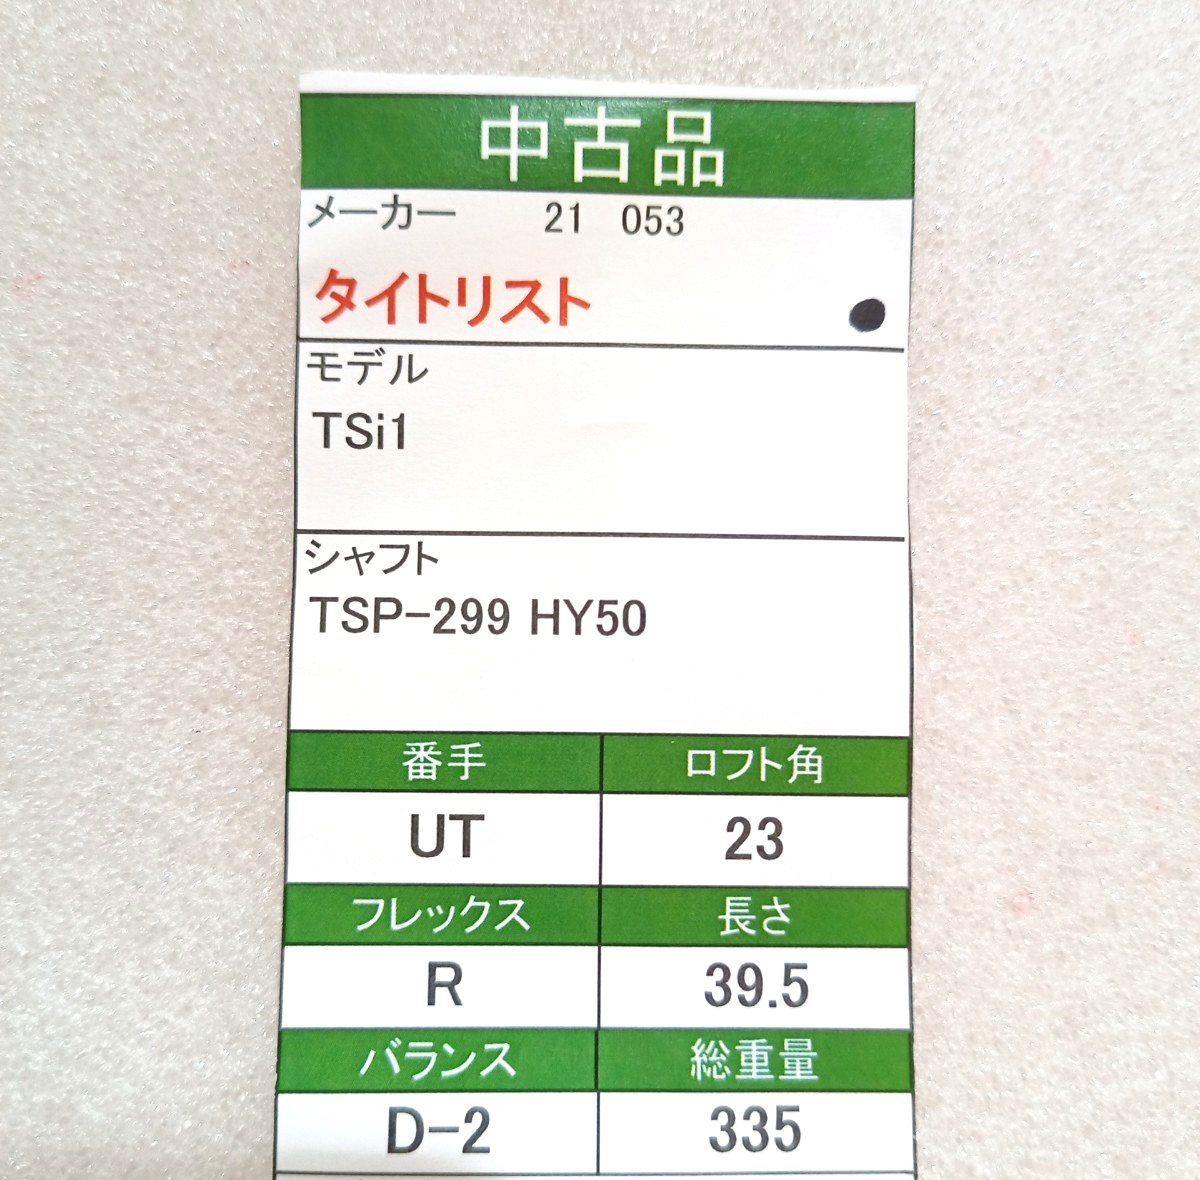 中古品
メーカー 21 053
タイトリスト
モデル
TSi1
シャフト
TSP-299 HY50
番手 ロフト角
UT 23
フレックス 長さ
R 39.5
バランス 総重量
D-2 335